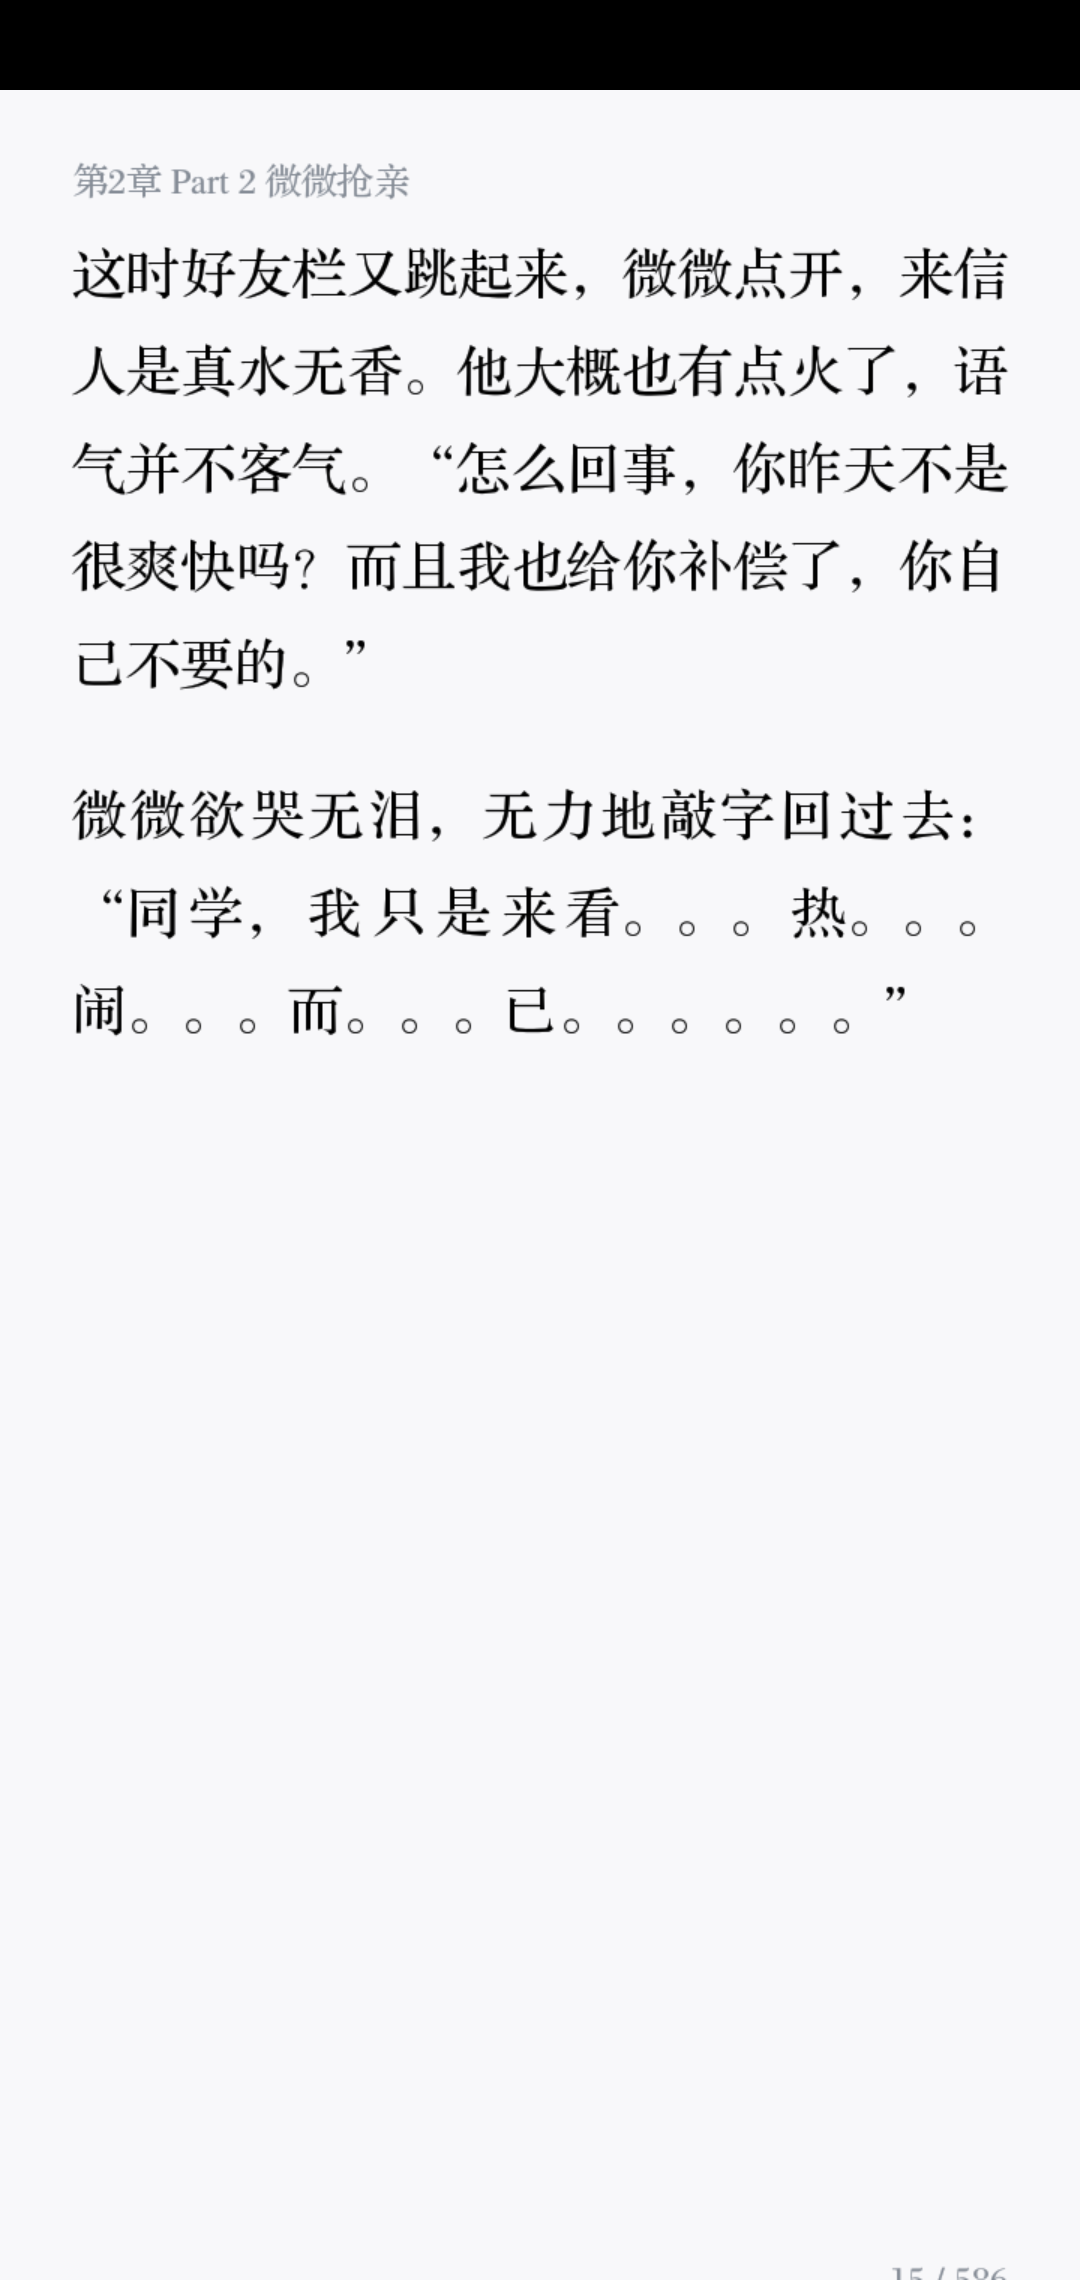 第2章 Part 2 微微抢亲
这时好友栏又跳起来，微微点开，来信
人是真水无香。他大概也有点火了，语
气并不客气。“怎么回事，你昨天不是
很爽快吗？而且我也给你补偿了，你自
己不要的。”
微微欲哭无泪，无力地敲字回过去：
“同学，我只是来看。。。热。。。
闹。。。而。。。已。。。。。。”
15 / 586